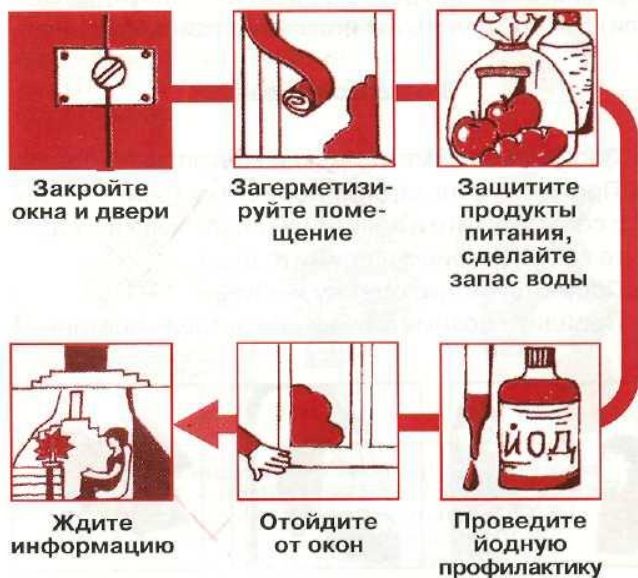 Закройте
окна и двери
Загерметизи-
руйте поме-
щение
Защитите
продукты
питания,
сделайте
запас воды
ЙОД
Проведите
йодную
профилактику
Отойдите
от окон
Ждите
информацию